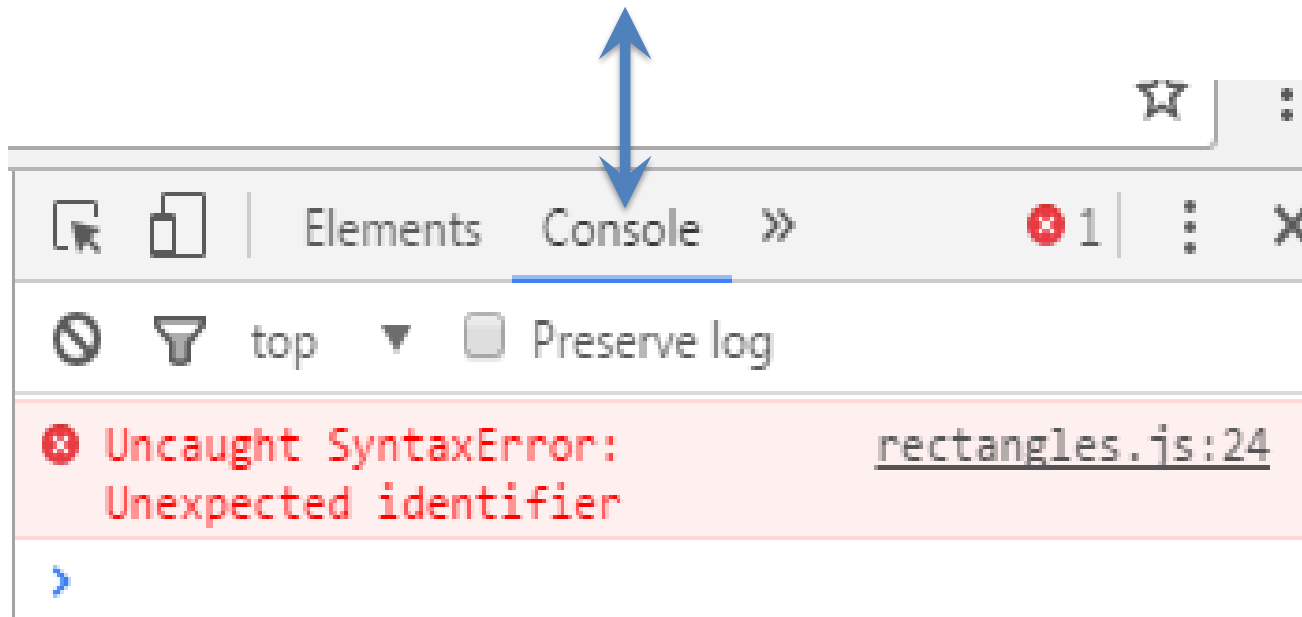 Elements Console » 1
top Preserve log
Uncaught SyntaxError: rectangles.js:24
Unexpected identifier